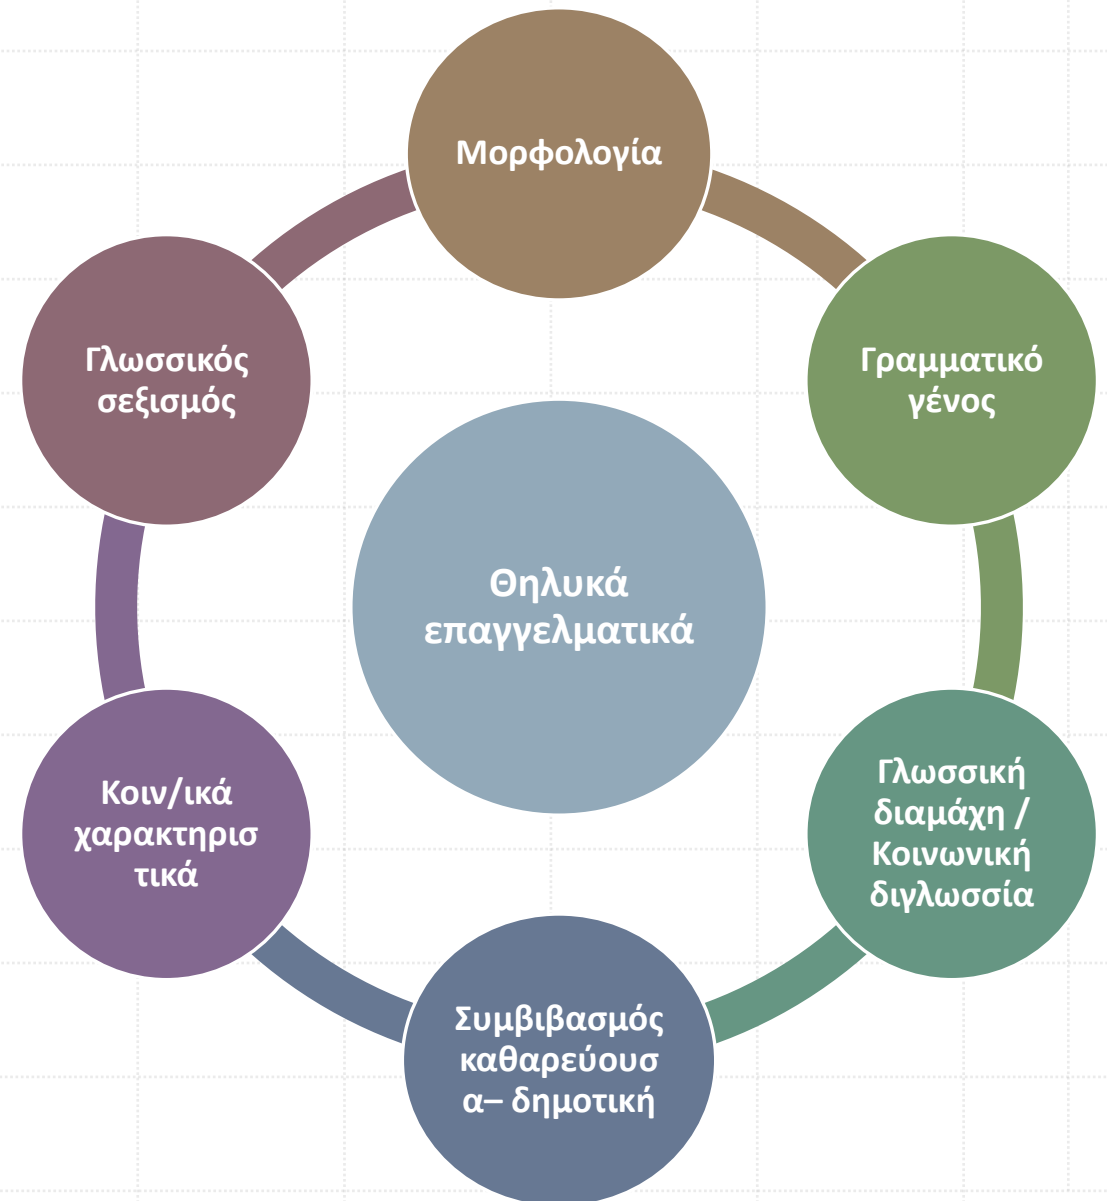 Μορφολογία
Γραμματικό
γένος
Γλωσσική
διαμάχη /
Κοινωνική
διγλωσσία
Συμβιβασμός
καθαρεύουσ
α– δημοτική
Κοιν/ικά
χαρακτηρισ
τικά
Γλωσσικός
σεξισμός
Θηλυκά
επαγγελματικά